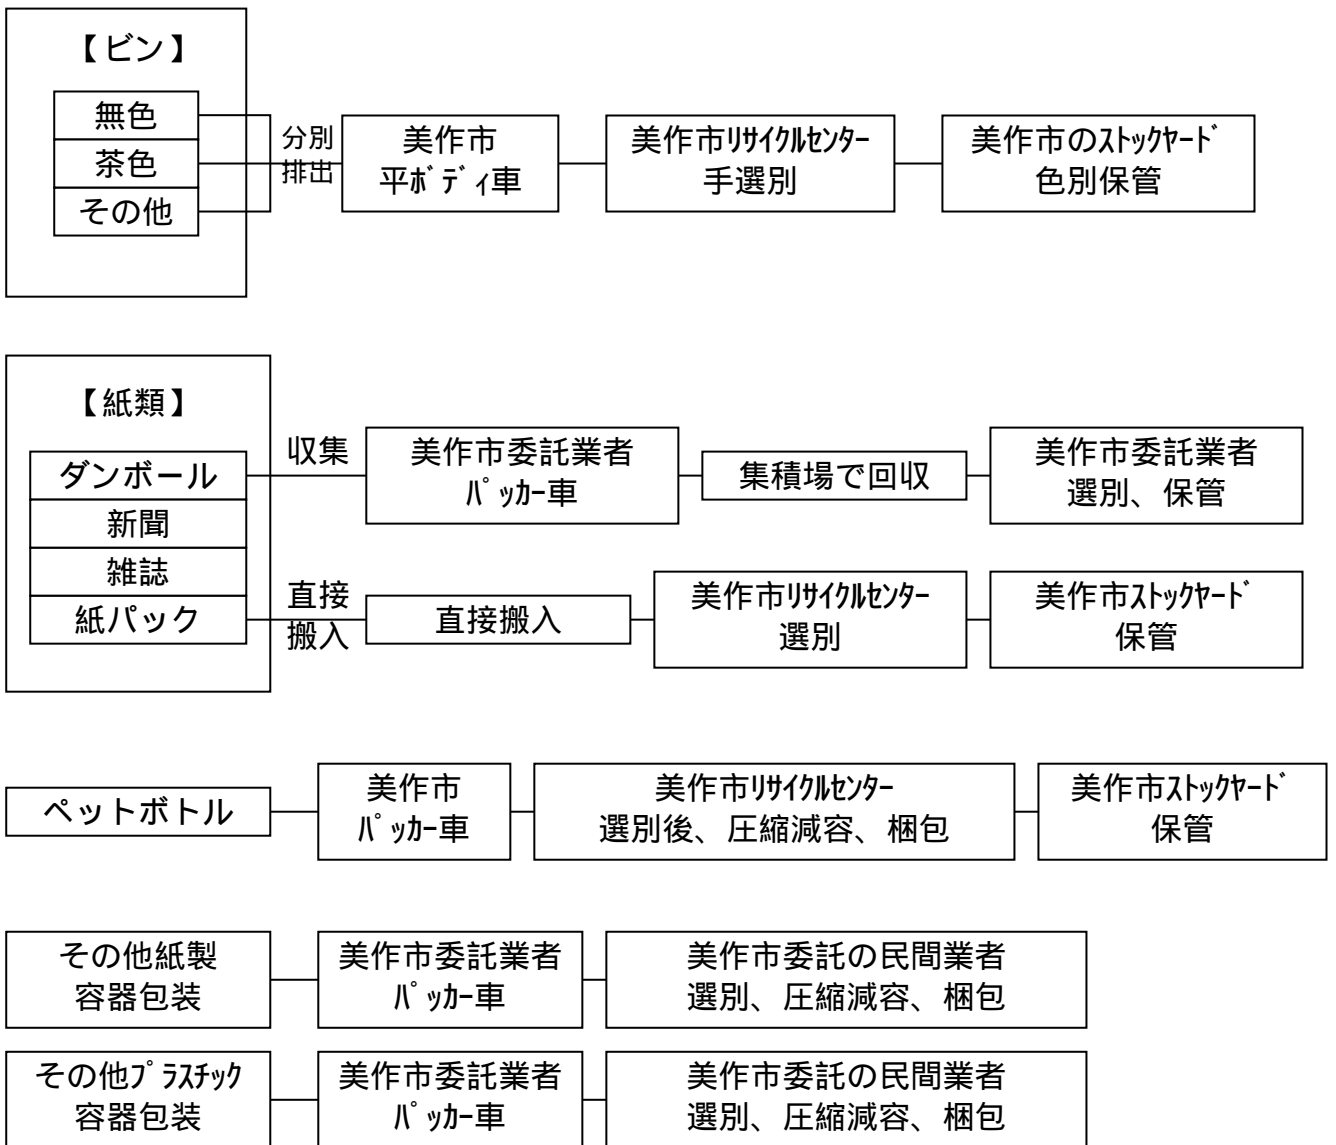 【ビン】
無色
茶色
その他
分別
排出
美作市
平ﾎﾞﾃﾞｨ車
美作市ﾘｻｲｸﾙｾﾝﾀｰ
手選別
美作市のｽﾄｯｸﾔｰﾄﾞ
色別保管
【紙類】
ダンボール
新聞
雑誌
紙パック
収集
美作市委託業者
ﾊﾟｯｶｰ車
集積場で回収
美作市委託業者
選別、保管
直接
搬入
直接搬入
美作市ﾘｻｲｸﾙｾﾝﾀｰ
選別
美作市ｽﾄｯｸﾔｰﾄﾞ
保管
ペットボトル
美作市
ﾊﾟｯｶｰ車
美作市ﾘｻｲｸﾙｾﾝﾀｰ
選別後、圧縮減容、梱包
美作市ｽﾄｯｸﾔｰﾄﾞ
保管
その他紙製
容器包装
美作市委託業者
ﾊﾟｯｶｰ車
美作市委託の民間業者
選別、圧縮減容、梱包
その他ﾌﾟﾗｽﾁｯｸ
容器包装
美作市委託業者
ﾊﾟｯｶｰ車
美作市委託の民間業者
選別、圧縮減容、梱包